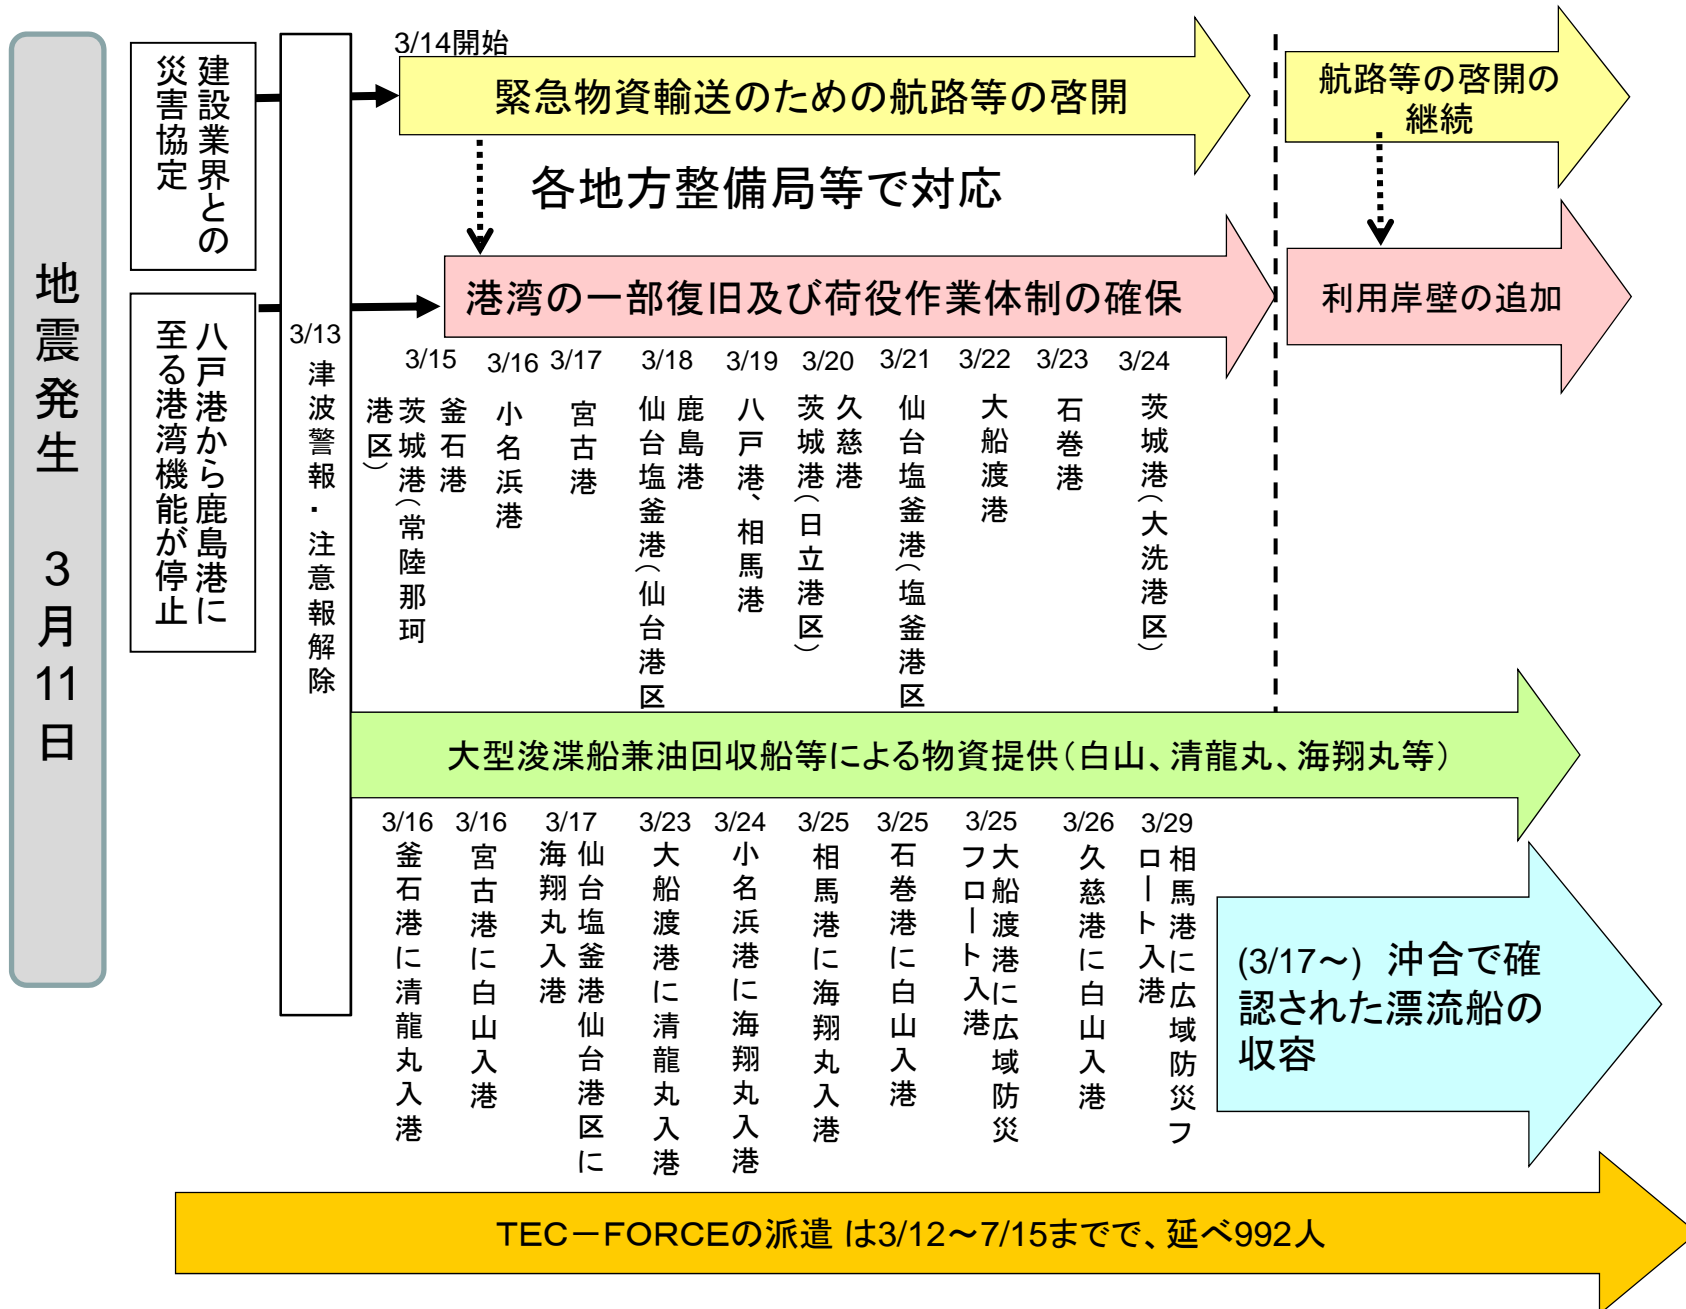 地震発生　3月11日
建設業界との
災害協定
八戸港から鹿島港に
至る港湾機能が停止
3/13
津波警報・注意報解除
3/14開始
緊急物資輸送のための航路等の啓開
航路等の啓開の
継続
各地方整備局等で対応
港湾の一部復旧及び荷役作業体制の確保
利用岸壁の追加
3/15
釜石港
茨城港（常陸那珂
港区）
3/16
小名浜港
3/17
宮古港
3/18
鹿島港
仙台塩釜港（仙台港区
3/19
八戸港、相馬港
3/20
久慈港
茨城港（日立港区）
3/21
仙台塩釜港（塩釜港区
3/22
大船渡港
3/23
石巻港
3/24
茨城港（大洗港区）
大型浚渫船兼油回収船等による物資提供（白山、清龍丸、海翔丸等）
3/16
釜石港に清龍丸入港
3/16
宮古港に白山入港
3/17
仙台塩釜港仙台港区に
海翔丸入港
3/23
大船渡港に清龍丸入港
3/24
小名浜港に海翔丸入港
3/25
相馬港に海翔丸入港
3/25
石巻港に白山入港
3/25
大船渡港に広域防災
フロート入港
3/26
久慈港に白山入港
3/29
相馬港に広域防災フ
ロート入港
(3/17～) 沖合で確
認された漂流船の
収容
TEC－FORCEの派遣 は3/12～7/15までで、延べ992人